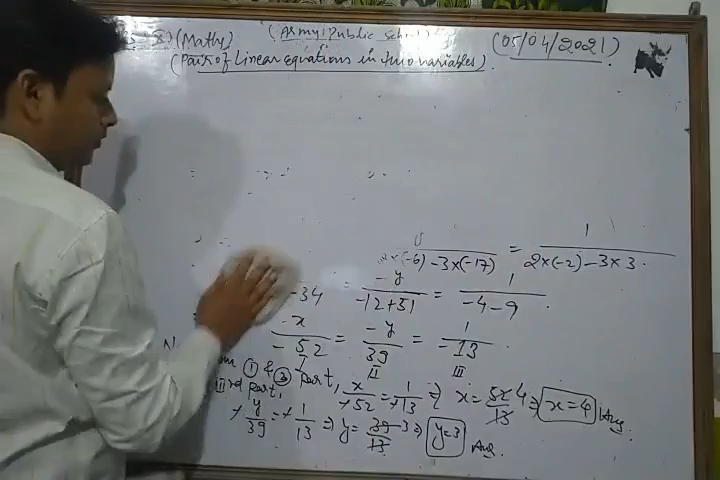 (Maths) (Army Public School) (05/04/2021)
(Pair of Linear Equations in two variables).
2×(-6)-3×(-17) = 1/(2×(-2)-3×3).
-34 = -y/(-12+51) = 1/(-4-9).
-x/-52 = -y/39 = 1/-13.
I II III
① & ③ part, x/+52 = 1/+13 ⇒ x = 52/13 4 ⇒ x=4 Ans.
IIIrd part,
+y/39 = +1/13 ⇒ y = 39/13 3 ⇒ y=3 Ans.